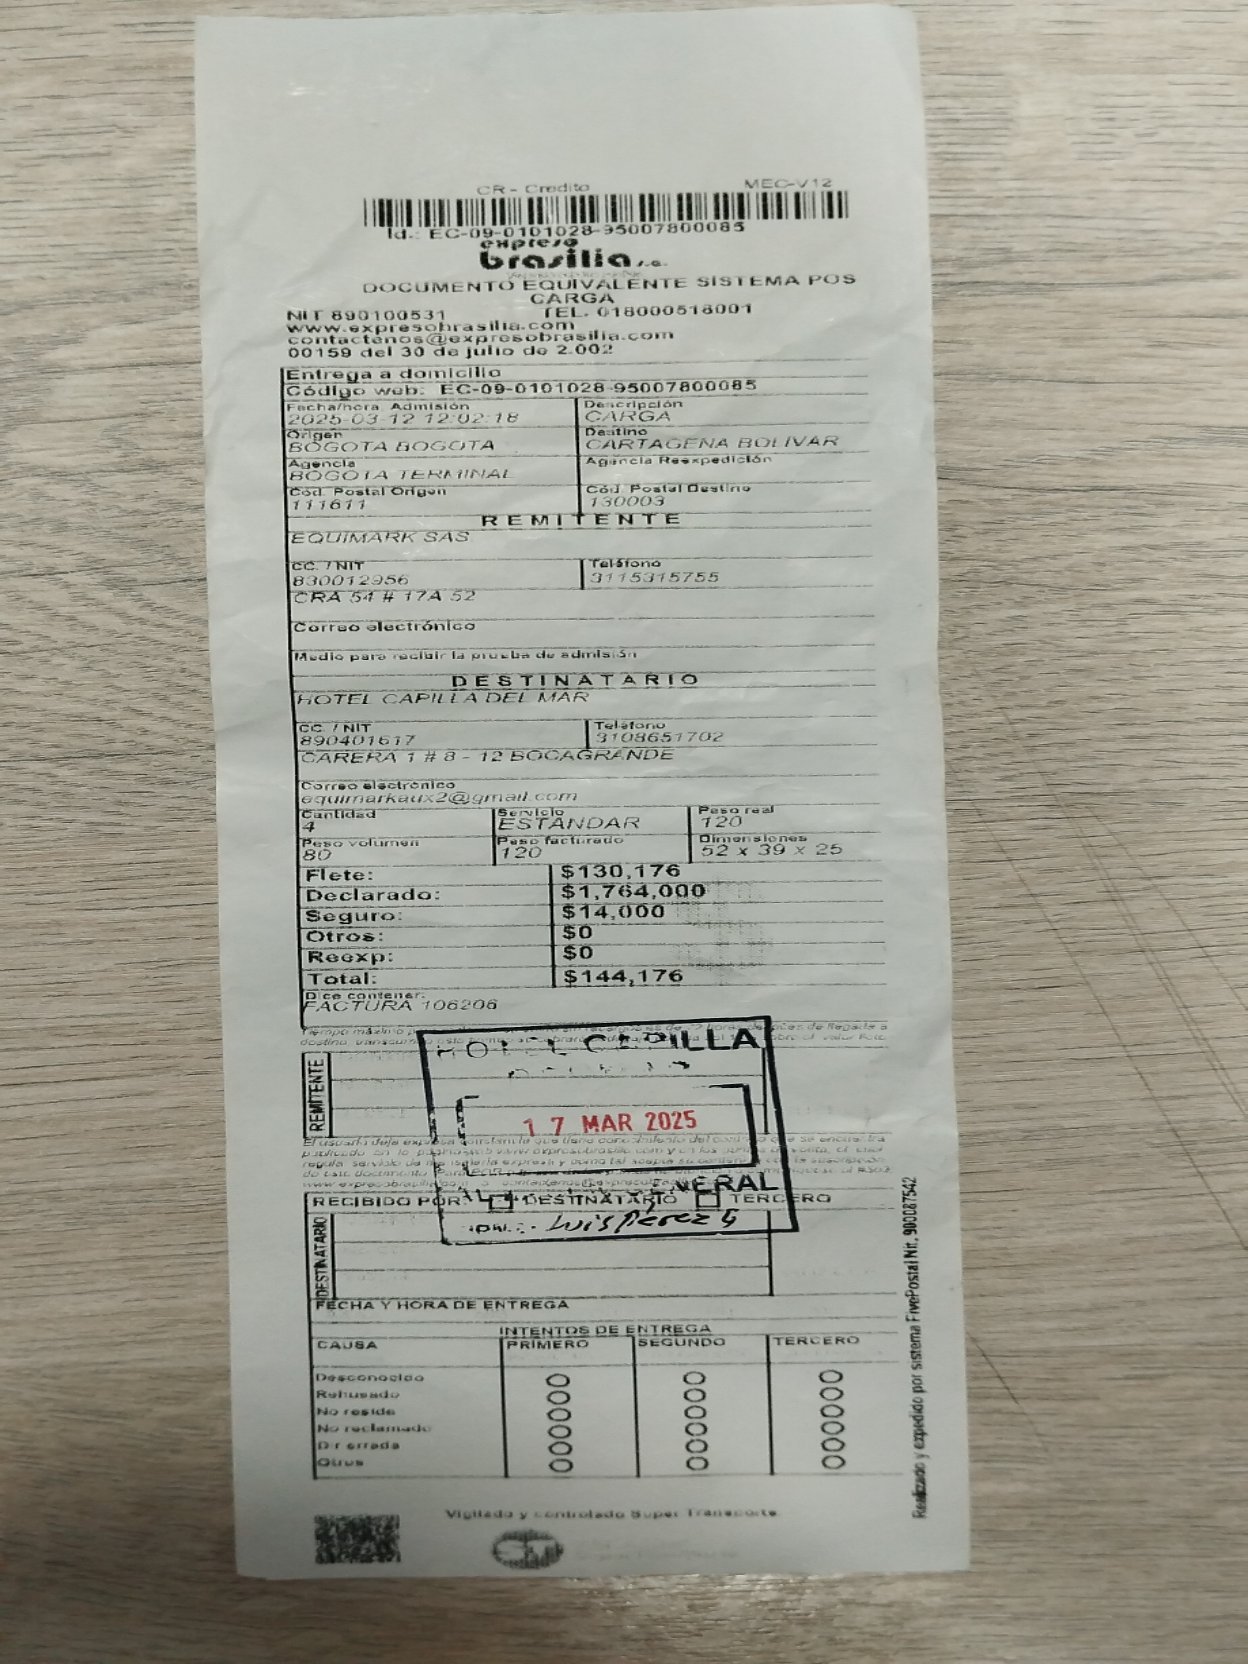 CR - Credito MEC-V12
Id.: EC-09-0101028-95007800085
expreso
brasilia s.a.
DOCUMENTO EQUIVALENTE SISTEMA POS
CARGA
NIT 890100531 TEL. 018000518001
www.expresobrasilia.com
contactenos@expresobrasilia.com
00159 del 30 de julio de 2.002
Entrega a domicilio
Código web: EC-09-0101028-95007800085
Fecha/hora Admisión Descripción
2025-03-12 12:02:18 CARGA
Origen Destino
BOGOTA BOGOTA CARTAGENA BOLIVAR
Agencia Agencia Reexpedición
BOGOTA TERMINAL
Cód. Postal Origen Cód. Postal Destino
111611 130003
REMITENTE
EQUIMARK SAS
CC. / NIT Teléfono
830012956 3115315755
CRA 54 # 17A 52
Correo electrónico
Medio para recibir la prueba de admisión
DESTINATARIO
HOTEL CAPILLA DEL MAR
CC. / NIT Teléfono
890401617 3108651702
CARERA 1 # 8 - 12 BOCAGRANDE
Correo electrónico
equimarkaux2@gmail.com
Cantidad Servicio Peso real
4 ESTANDAR 120
Peso volumen Peso facturado Dimensiones
80 120 52 x 39 x 25
Flete: $130,176
Declarado: $1,764,000
Seguro: $14,000
Otros: $0
Reexp: $0
Total: $144,176
Dice contener:
FACTURA 106206
HOTEL CAPILLA
REMITENTE
17 MAR 2025
GENERAL
RECIBIDO POR: DESTINATARIO TERCERO
Luis Pérez G
DESTINATARIO
FECHA Y HORA DE ENTREGA
INTENTOS DE ENTREGA
CAUSA PRIMERO SEGUNDO TERCERO
Desconocido
Rehusado
No reside
No reclamado
Dir errada
Otros
Vigilado y controlado Super Transporte
Realizado y expedido por sistema FivePostal Nit. 900087542